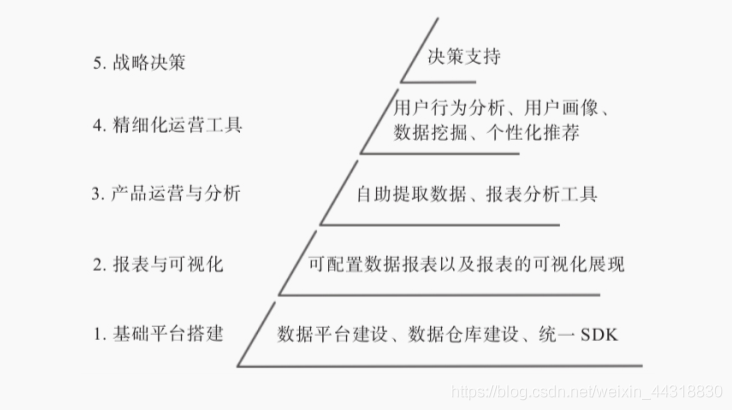 5. 战略决策
决策支持
4. 精细化运营工具
用户行为分析、用户画像、
数据挖掘、个性化推荐
3. 产品运营与分析
自助提取数据、报表分析工具
2. 报表与可视化
可配置数据报表以及报表的可视化展现
1. 基础平台搭建
数据平台建设、数据仓库建设、统一 SDK
https://blog.csdn.net/weixin_44318830